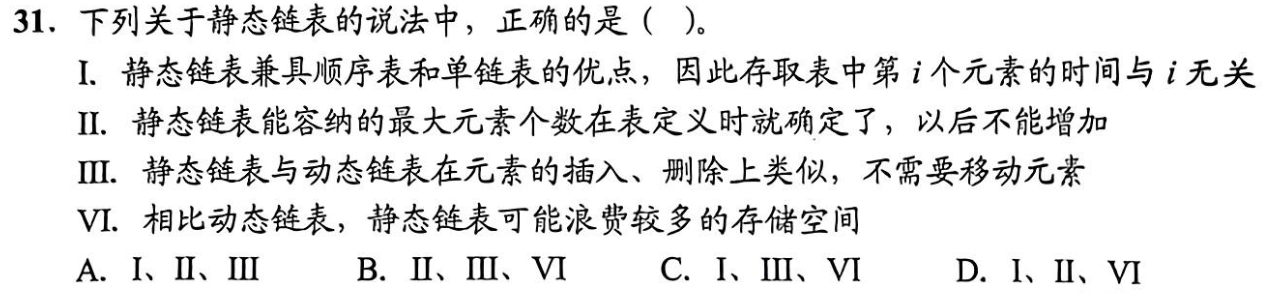 31. 下列关于静态链表的说法中，正确的是（ ）。
I. 静态链表兼具顺序表和单链表的优点，因此存取表中第 i 个元素的时间与 i 无关
II. 静态链表能容纳的最大元素个数在表定义时就确定了，以后不能增加
III. 静态链表与动态链表在元素的插入、删除上类似，不需要移动元素
VI. 相比动态链表，静态链表可能浪费较多的存储空间
A. I、II、III B. II、III、VI C. I、III、VI D. I、II、VI